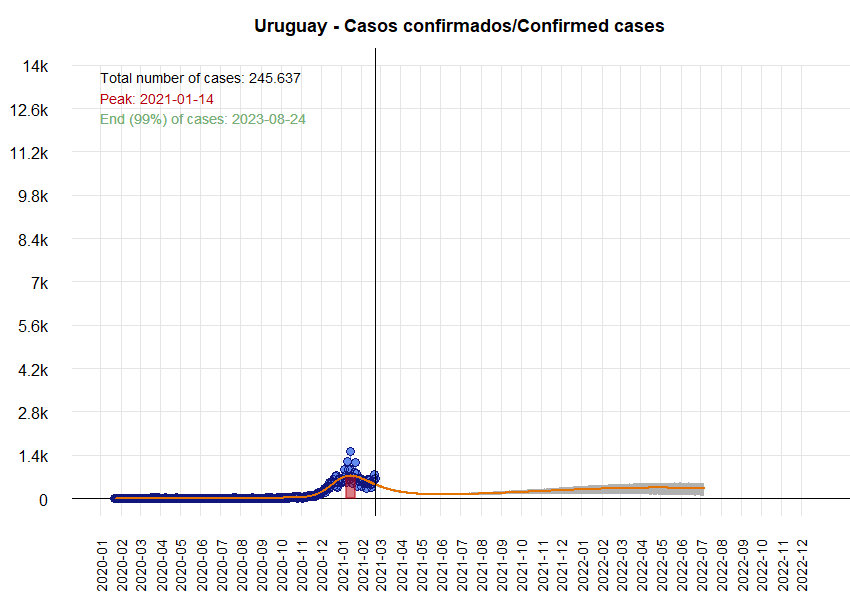 Uruguay - Casos confirmados/Confirmed cases
Total number of cases: 245.637
Peak: 2021-01-14
End (99%) of cases: 2023-08-24
14k
12.6k
11.2k
9.8k
8.4k
7k
5.6k
4.2k
2.8k
1.4k
0
2020-01
2020-02
2020-03
2020-04
2020-05
2020-06
2020-07
2020-08
2020-09
2020-10
2020-11
2020-12
2021-01
2021-02
2021-03
2021-04
2021-05
2021-06
2021-07
2021-08
2021-09
2021-10
2021-11
2021-12
2022-01
2022-02
2022-03
2022-04
2022-05
2022-06
2022-07
2022-08
2022-09
2022-10
2022-11
2022-12